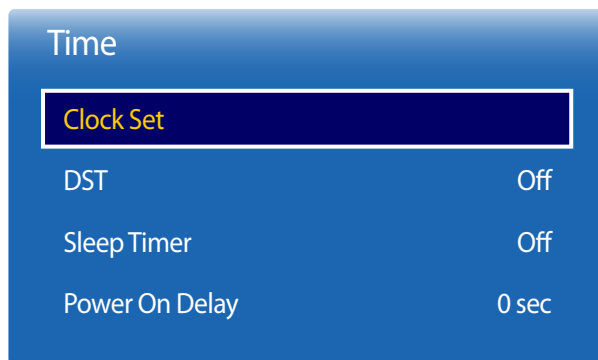 Time
Clock Set
DST Off
Sleep Timer Off
Power On Delay 0 sec